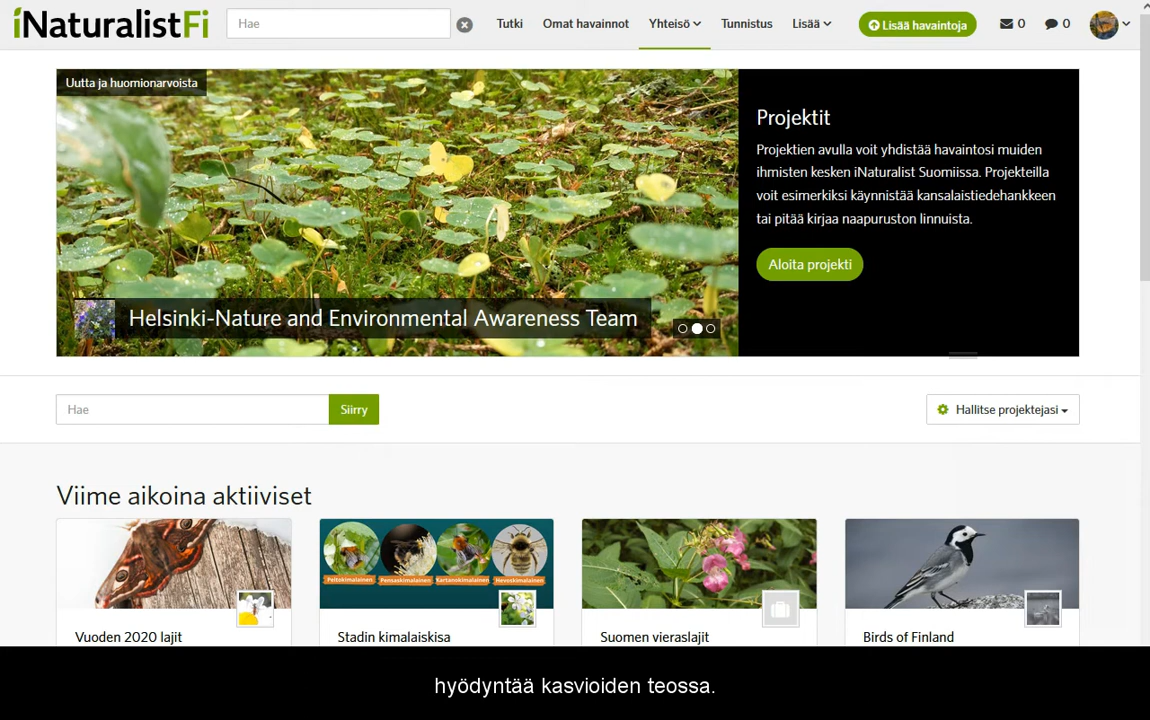 iNaturalistFi
Hae
Tutki
Omat havainnot
Yhteisö
Tunnistus
Lisää
Lisää havaintoja
0
0
Uutta ja huomionarvoista
Helsinki-Nature and Environmental Awareness Team
Projektit
Projektien avulla voit yhdistää havaintosi muiden
ihmisten kesken iNaturalist Suomiissa. Projekteilla
voit esimerkiksi käynnistää kansalaistiedehankkeen
tai pitää kirjaa naapuruston linnuista.
Aloita projekti
Hae
Siirry
Hallitse projektejasi
Viime aikoina aktiiviset
Peltokimalainen
Pensaskimalainen
Kartanokimalainen
Hevoskimalainen
Vuoden 2020 lajit
Stadin kimalaiskisa
Suomen vieraslajit
Birds of Finland
hyödyntää kasvioiden teossa.